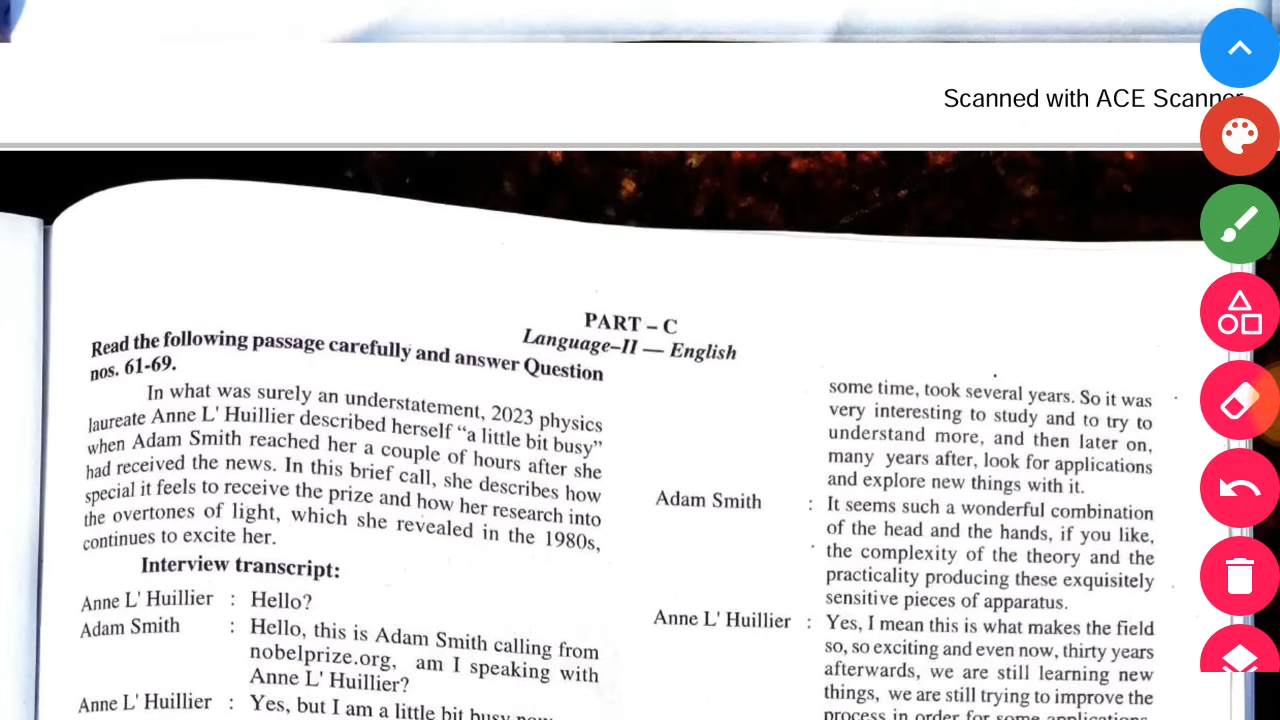 Scanned with ACE Scanner
PART – C
Language–II — English
Read the following passage carefully and answer Question
nos. 61-69.
In what was surely an understatement, 2023 physics
laureate Anne L' Huillier described herself “a little bit busy”
when Adam Smith reached her a couple of hours after she
had received the news. In this brief call, she describes how
special it feels to receive the prize and how her research into
the overtones of light, which she revealed in the 1980s,
continues to excite her.
Interview transcript:
Anne L' Huillier : Hello?
Adam Smith : Hello, this is Adam Smith calling from
nobelprize.org, am I speaking with
Anne L' Huillier?
Anne L' Huillier : Yes, but I am a little bit busy now
some time, took several years. So it was
very interesting to study and to try to
understand more, and then later on,
many years after, look for applications
and explore new things with it.
Adam Smith : It seems such a wonderful combination
of the head and the hands, if you like,
the complexity of the theory and the
practicality producing these exquisitely
sensitive pieces of apparatus.
Anne L' Huillier : Yes, I mean this is what makes the field
so, so exciting and even now, thirty years
afterwards, we are still learning new
things, we are still trying to improve the
process in order for some applications